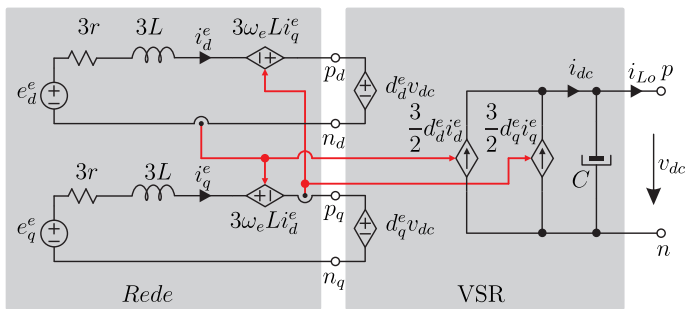 3r 3L i_d^e 3ω_e L i_q^e
e_d^e
p_d
d_d^e v_dc
n_d
3r 3L i_q^e
e_q^e
3ω_e L i_d^e
p_q
d_q^e v_dc
n_q
Rede
3/2 d_d^e i_d^e
3/2 d_q^e i_q^e
i_dc
i_Lo
p
C
v_dc
n
VSR